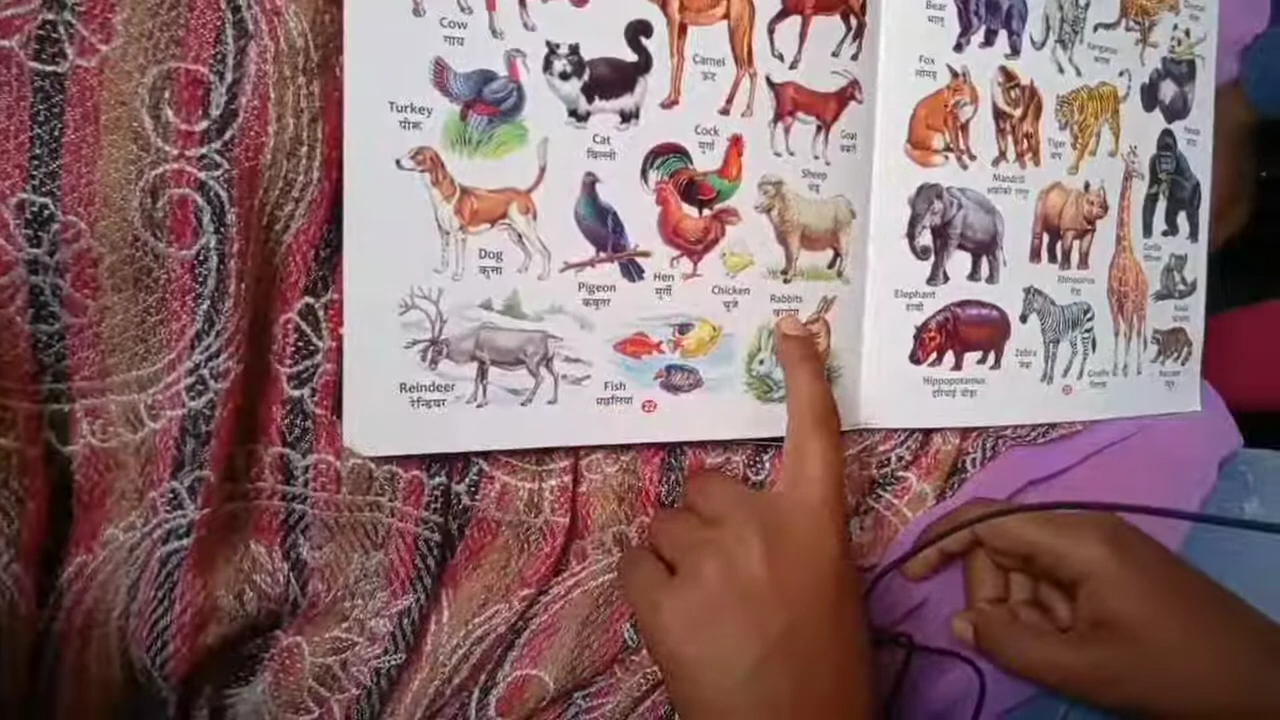 Cow
गाय
Turkey
पीरू
Cat
बिल्ली
Camel
ऊंट
Cock
मुर्गा
Goat
बकरी
Sheep
भेड़
Dog
कुत्ता
Pigeon
कबूतर
Hen
मुर्गी
Chicken
चूजे
Rabbits
Reindeer
रेन्डियर
Fish
मछलियां
22
Bear
भालू
Fox
लोमड़ी
Kangaroo
Panda
Mandrill
Tiger
बाघ
Gorilla
Elephant
हाथी
Rhinoceros
Hippopotamus
दरियाई घोड़ा
Zebra
जेब्रा
Giraffe